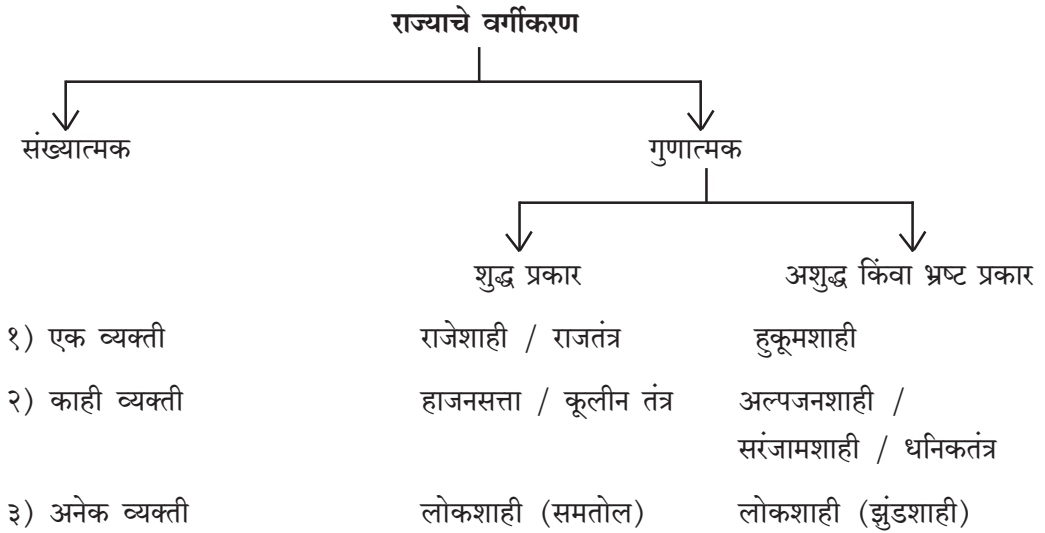 राज्याचे वर्गीकरण
संख्यात्मक गुणात्मक
शुद्ध प्रकार अशुद्ध किंवा भ्रष्ट प्रकार
१) एक व्यक्ती राजेशाही / राजतंत्र हुकूमशाही
२) काही व्यक्ती हाजनसत्ता / कूलीन तंत्र अल्पजनशाही /
सरंजामशाही / धनिकतंत्र
३) अनेक व्यक्ती लोकशाही (समतोल) लोकशाही (झुंडशाही)